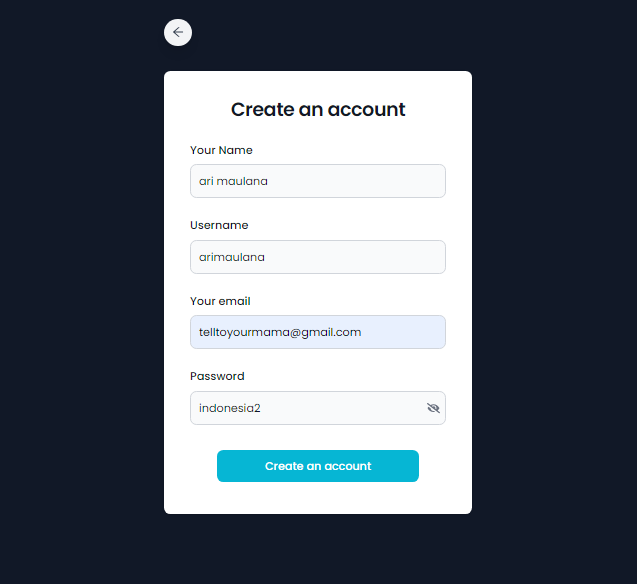 Create an account
Your Name
ari maulana
Username
arimaulana
Your email
telltoyourmama@gmail.com
Password
indonesia2
Create an account